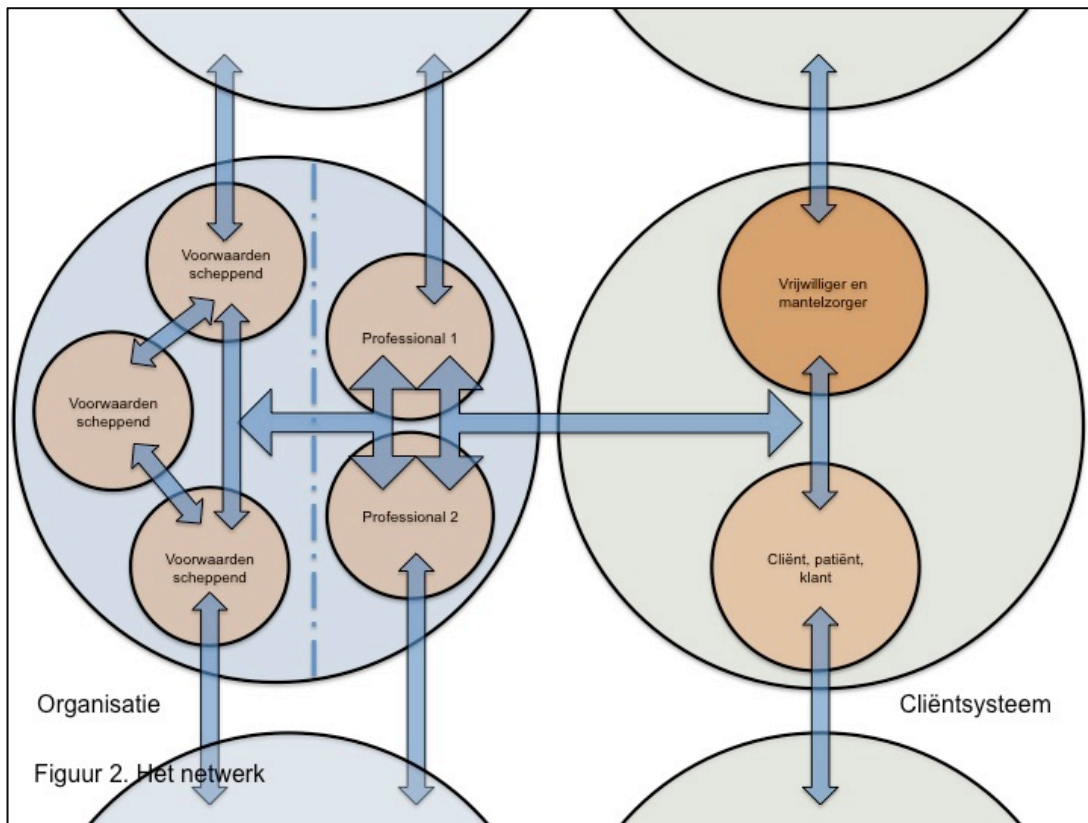 Voorwaarden
scheppend
Professional 1
Voorwaarden
scheppend
Professional 2
Voorwaarden
scheppend
Vrijwilliger en
mantelzorger
Cliënt, patiënt,
klant
Organisatie
Cliëntsysteem
Figuur 2. Het netwerk